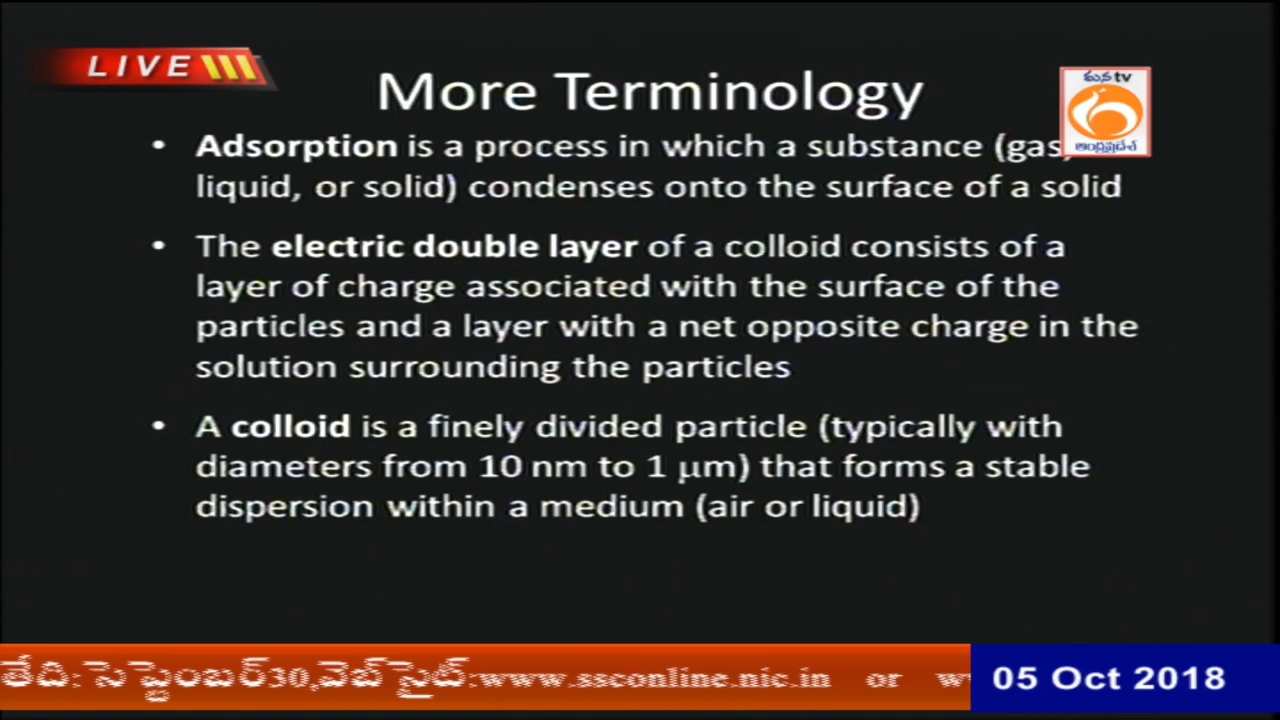 LIVE
More Terminology
మన tv
ఆంధ్రప్రదేశ్
• Adsorption is a process in which a substance (gas,
liquid, or solid) condenses onto the surface of a solid
• The electric double layer of a colloid consists of a
layer of charge associated with the surface of the
particles and a layer with a net opposite charge in the
solution surrounding the particles
• A colloid is a finely divided particle (typically with
diameters from 10 nm to 1 μm) that forms a stable
dispersion within a medium (air or liquid)
తేది: సెప్టెంబర్30,వెబ్‌సైట్:www.ssconline.nic.in or
05 Oct 2018